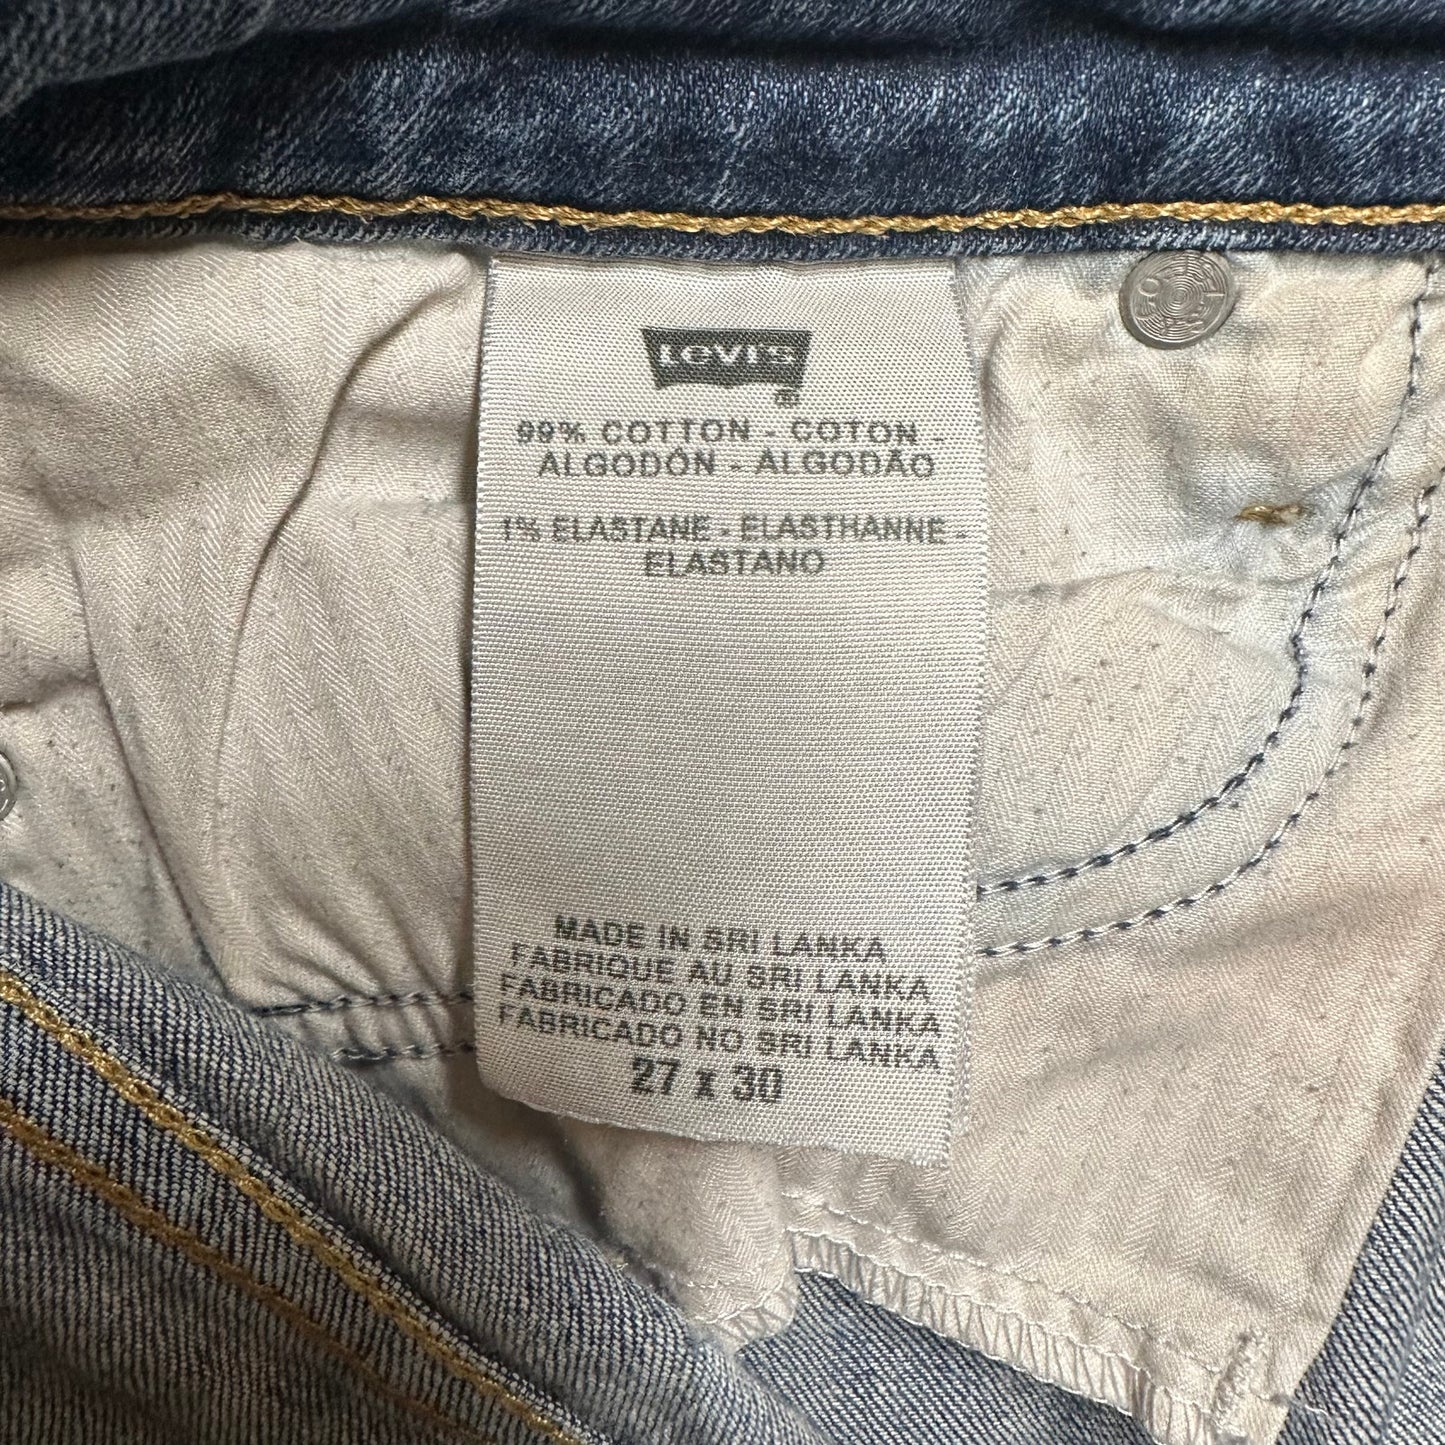 Levi's
®
99% COTTON - COTON -
ALGODÓN - ALGODÃO
1% ELASTANE - ELASTHANNE -
ELASTANO
MADE IN SRI LANKA
FABRIQUE AU SRI LANKA
FABRICADO EN SRI LANKA
FABRICADO NO SRI LANKA
27 x 30